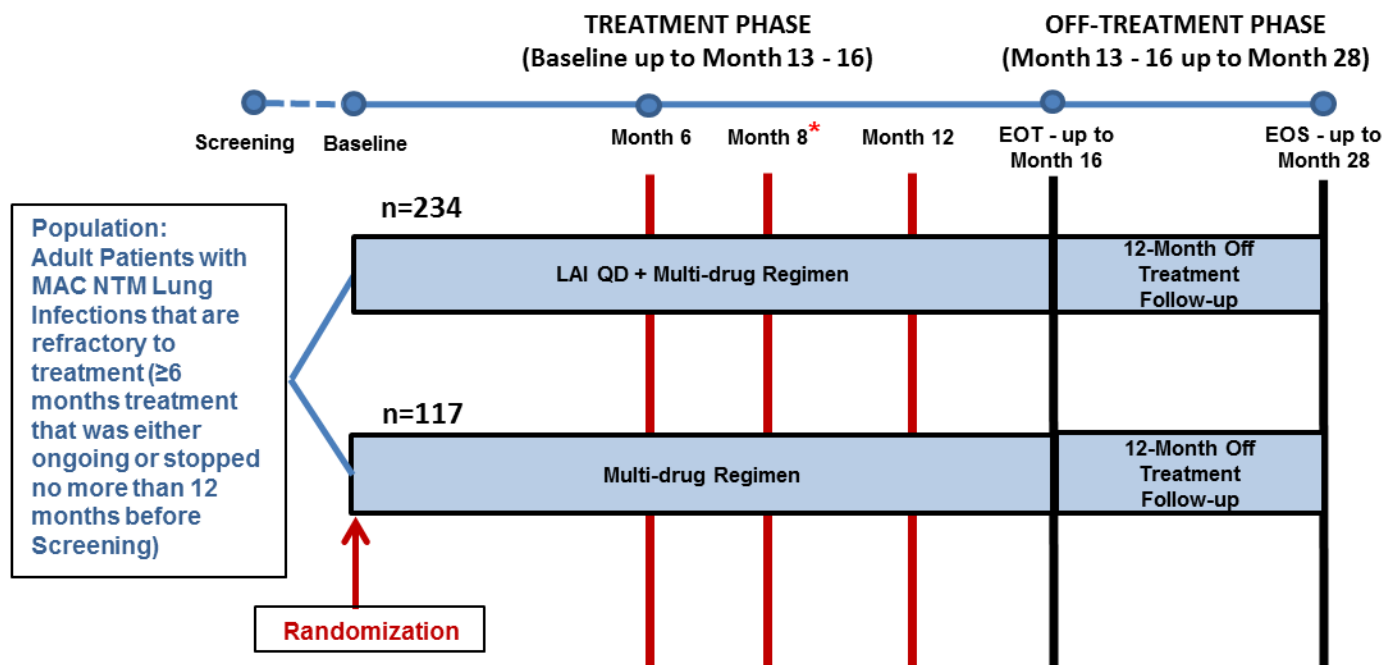 TREATMENT PHASE
(Baseline up to Month 13 - 16)
OFF-TREATMENT PHASE
(Month 13 - 16 up to Month 28)
Screening
Baseline
Month 6
Month 8*
Month 12
EOT - up to
Month 16
EOS - up to
Month 28
Population:
Adult Patients with
MAC NTM Lung
Infections that are
refractory to
treatment (≥6
months treatment
that was either
ongoing or stopped
no more than 12
months before
Screening)
n=234
LAI QD + Multi-drug Regimen
12-Month Off
Treatment
Follow-up
n=117
Multi-drug Regimen
12-Month Off
Treatment
Follow-up
Randomization